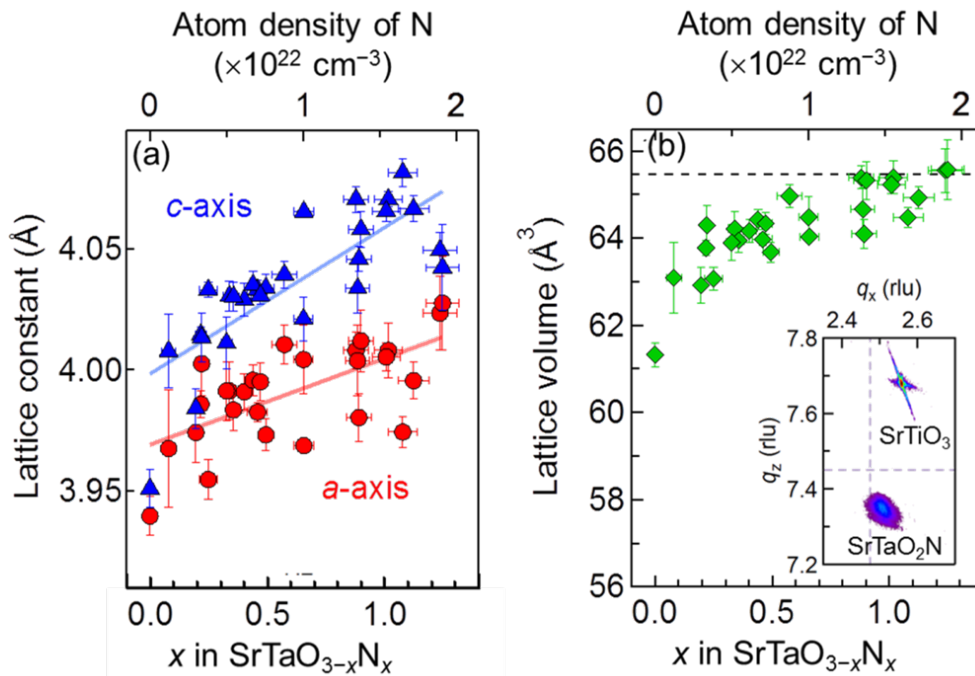 Atom density of N
(×10²² cm⁻³)
0 1 2
(a)
c-axis
a-axis
Lattice constant (Å)
4.05
4.00
3.95
0.0 0.5 1.0
x in SrTaO₃₋ₓNₓ
Atom density of N
(×10²² cm⁻³)
0 1 2
(b)
Lattice volume (Å³)
66
64
62
61
60
59
58
56
qₓ (rlu)
2.4 2.6
7.8
7.6
7.4
7.2
q_z (rlu)
SrTiO₃
SrTaO₂N
0.0 0.5 1.0
x in SrTaO₃₋ₓNₓ